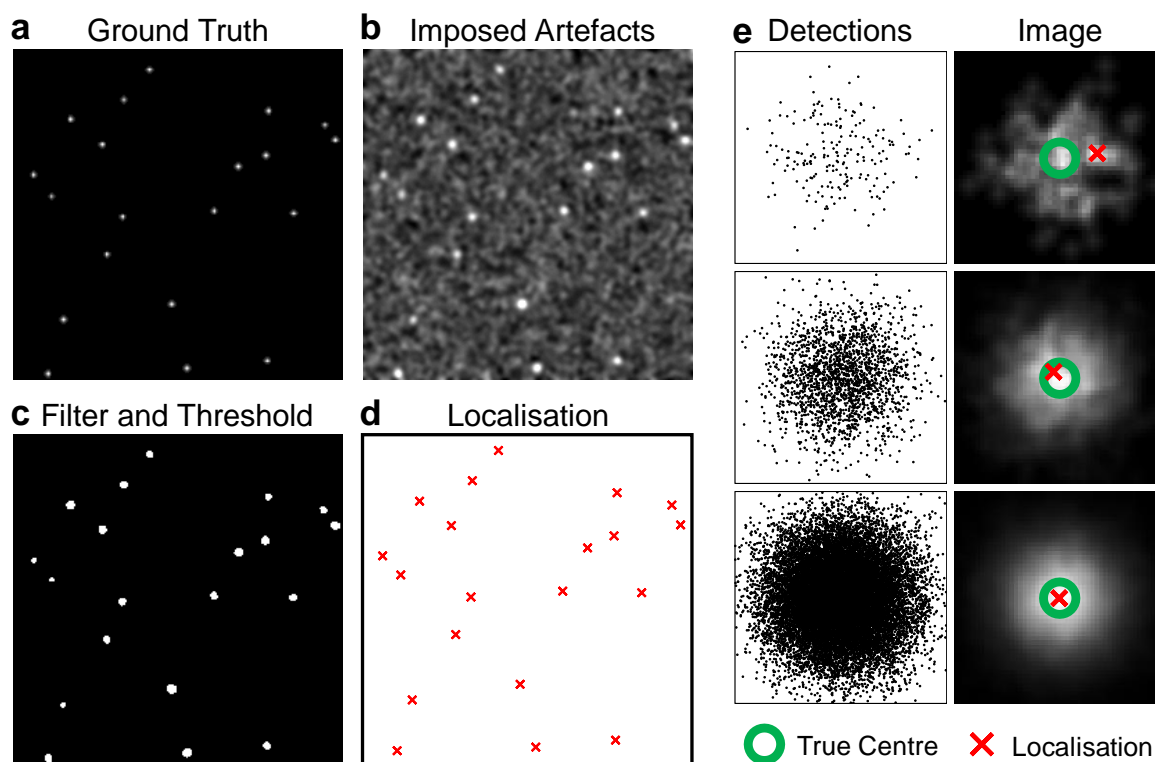 a Ground Truth
b Imposed Artefacts
c Filter and Threshold
d Localisation
e Detections Image
True Centre
Localisation